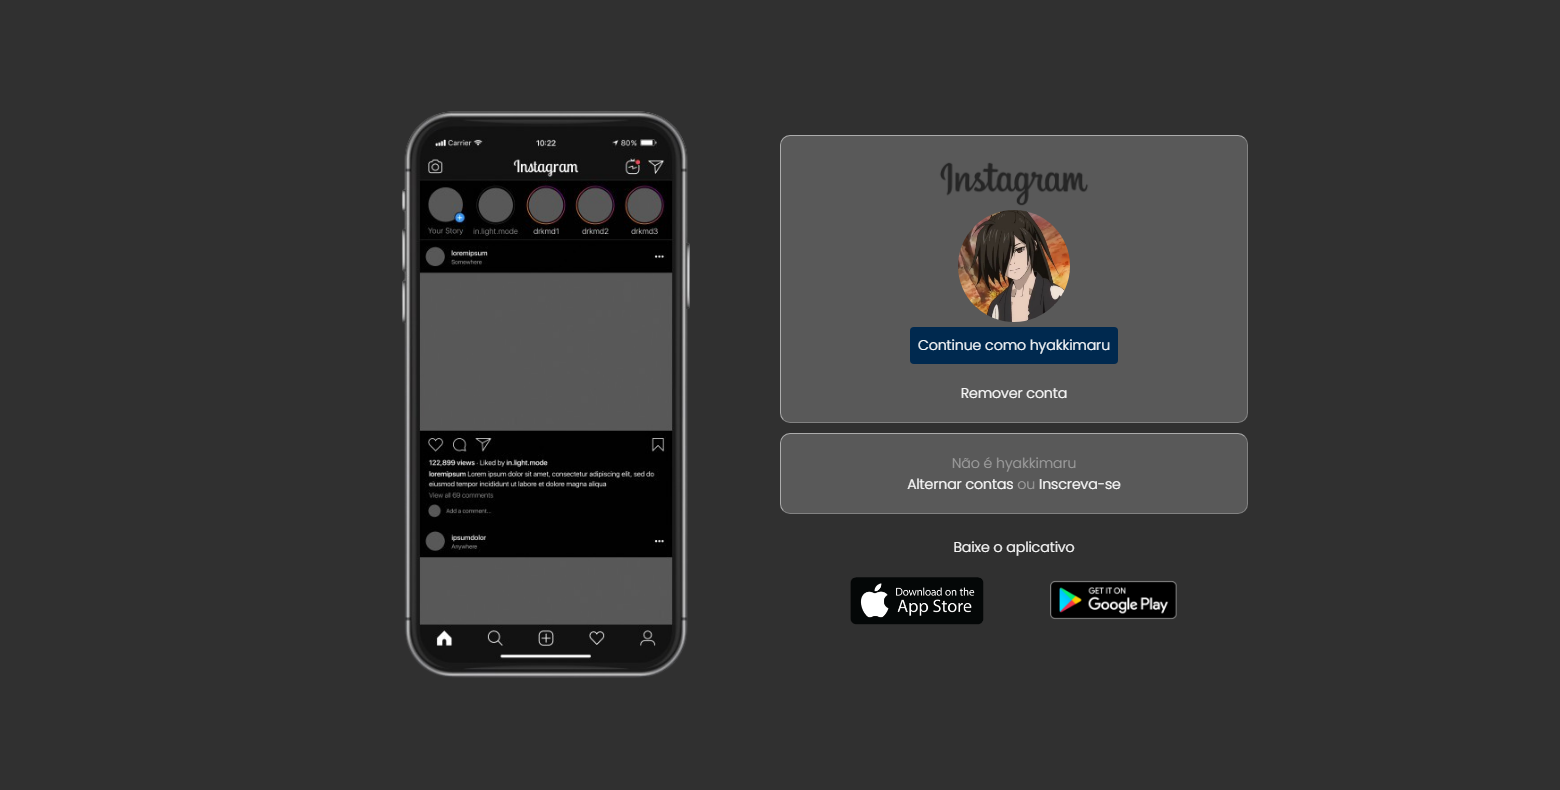 Carrier
10:22
80%
Instagram
Your Story
in.light.mode
drkmd1
drkmd2
drkmd3
loremipsum
Somewhere
122,899 views · Liked by in.light.mode
loremipsum Lorem ipsum dolor sit amet, consectetur adipiscing elit, sed do
eiusmod tempor incididunt ut labore et dolore magna aliqua
View all 69 comments
Add a comment...
ipsumdolor
Anywhere
Instagram
Continue como hyakkimaru
Remover conta
Não é hyakkimaru
Alternar contas ou Inscreva-se
Baixe o aplicativo
Download on the
App Store
GET IT ON
Google Play